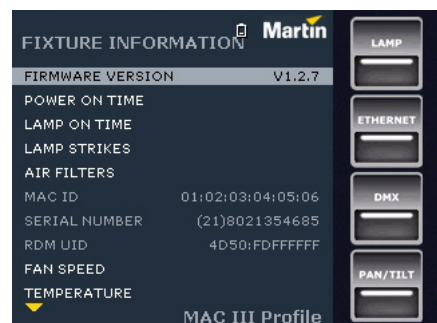 FIXTURE INFORMATION
Martin
FIRMWARE VERSION V1.2.7
POWER ON TIME
LAMP ON TIME
LAMP STRIKES
AIR FILTERS
MAC ID 01:02:03:04:05:06
SERIAL NUMBER (21)8021354685
RDM UID 4D50:FDFFFFFF
FAN SPEED
TEMPERATURE
MAC III Profile
LAMP
ETHERNET
DMX
PAN/TILT